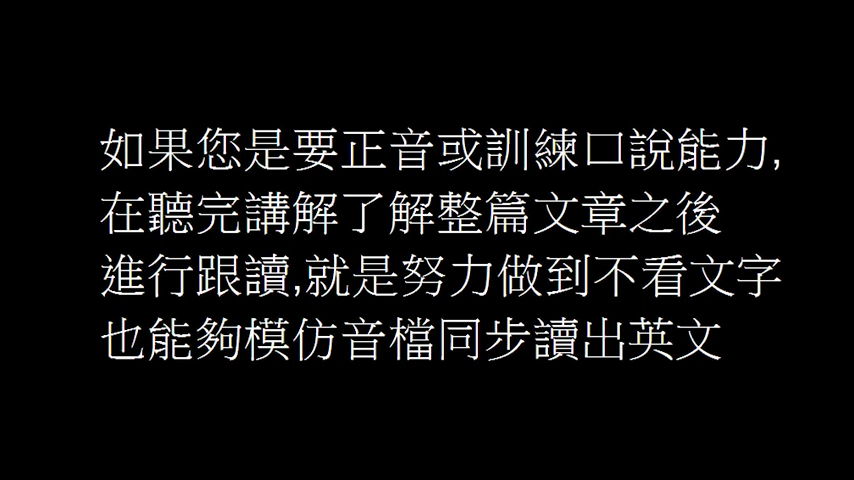 如果您是要正音或訓練口說能力,
在聽完講解了解整篇文章之後
進行跟讀,就是努力做到不看文字
也能夠模仿音檔同步讀出英文